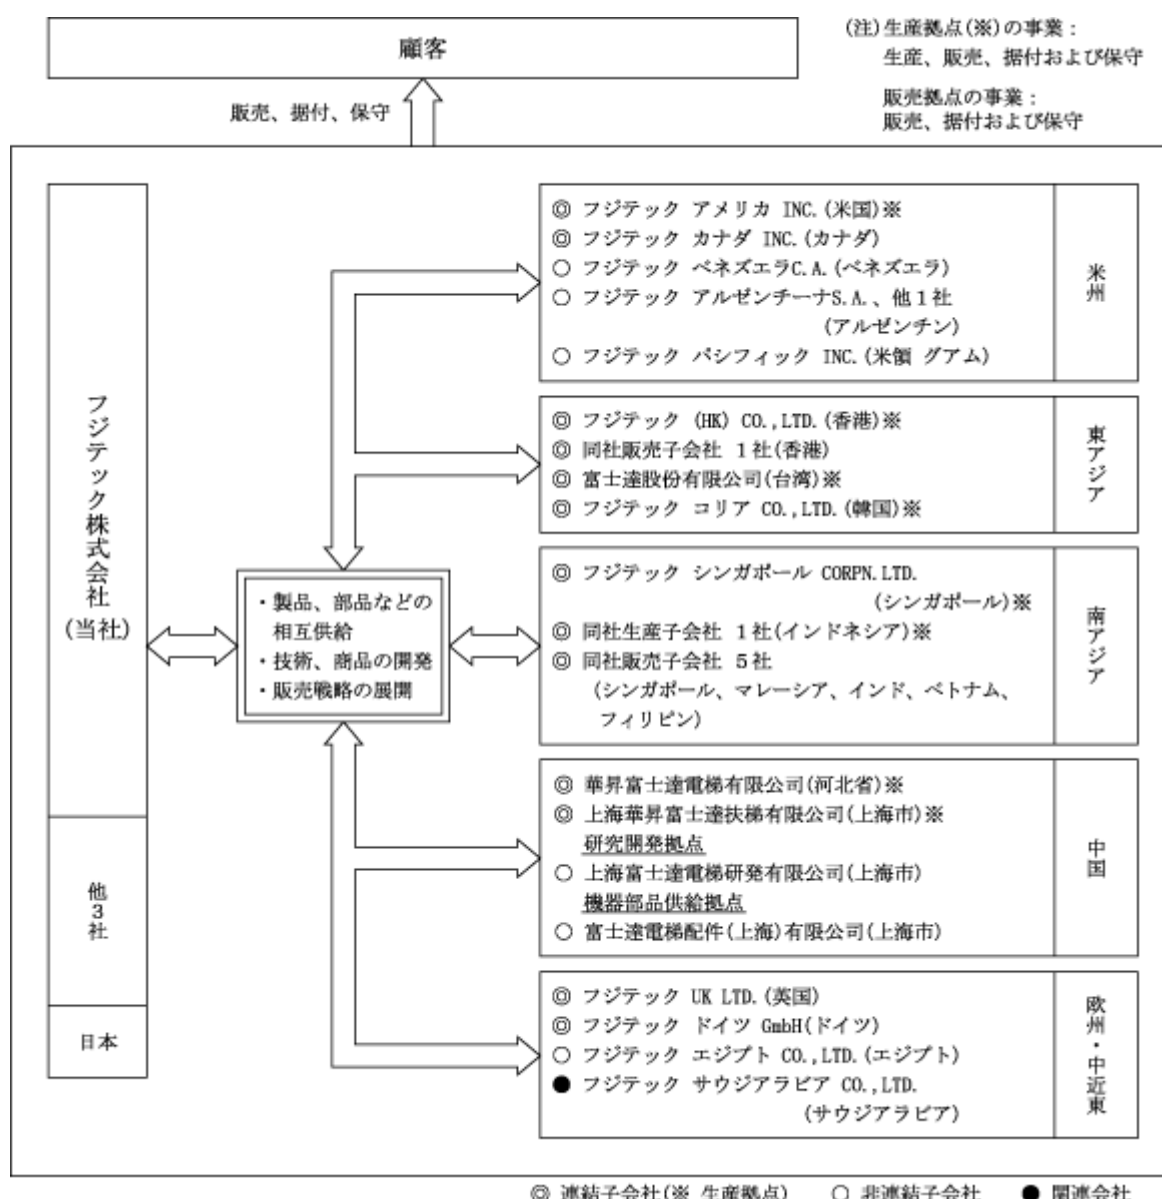 顧客
(注)生産拠点(※)の事業：
生産、販売、据付および保守
販売拠点の事業：
販売、据付および保守
販売、据付、保守
フジテック株式会社
(当社)
他3社
日本
・製品、部品などの
相互供給
・技術、商品の開発
・販売戦略の展開
◎ フジテック アメリカ INC.(米国)※
◎ フジテック カナダ INC.(カナダ)
○ フジテック ベネズエラC.A.(ベネズエラ)
○ フジテック アルゼンチーナS.A.、他1社
(アルゼンチン)
○ フジテック パシフィック INC.(米領 グアム)
米州
◎ フジテック (HK) CO.,LTD.(香港)※
◎ 同社販売子会社 1社(香港)
◎ 富士達股份有限公司(台湾)※
◎ フジテック コリア CO.,LTD.(韓国)※
東アジア
◎ フジテック シンガポール CORPN.LTD.
(シンガポール)※
◎ 同社生産子会社 1社(インドネシア)※
◎ 同社販売子会社 5社
(シンガポール、マレーシア、インド、ベトナム、
フィリピン)
南アジア
◎ 華昇富士達電梯有限公司(河北省)※
◎ 上海華昇富士達扶梯有限公司(上海市)※
研究開発拠点
○ 上海富士達電梯研発有限公司(上海市)
機器部品供給拠点
○ 富士達電梯配件(上海)有限公司(上海市)
中国
◎ フジテック UK LTD.(英国)
◎ フジテック ドイツ GmbH(ドイツ)
○ フジテック エジプト CO.,LTD.(エジプト)
● フジテック サウジアラビア CO.,LTD.
(サウジアラビア)
欧州・中近東
◎ 連結子会社(※ 生産拠点) ○ 非連結子会社 ● 関連会社